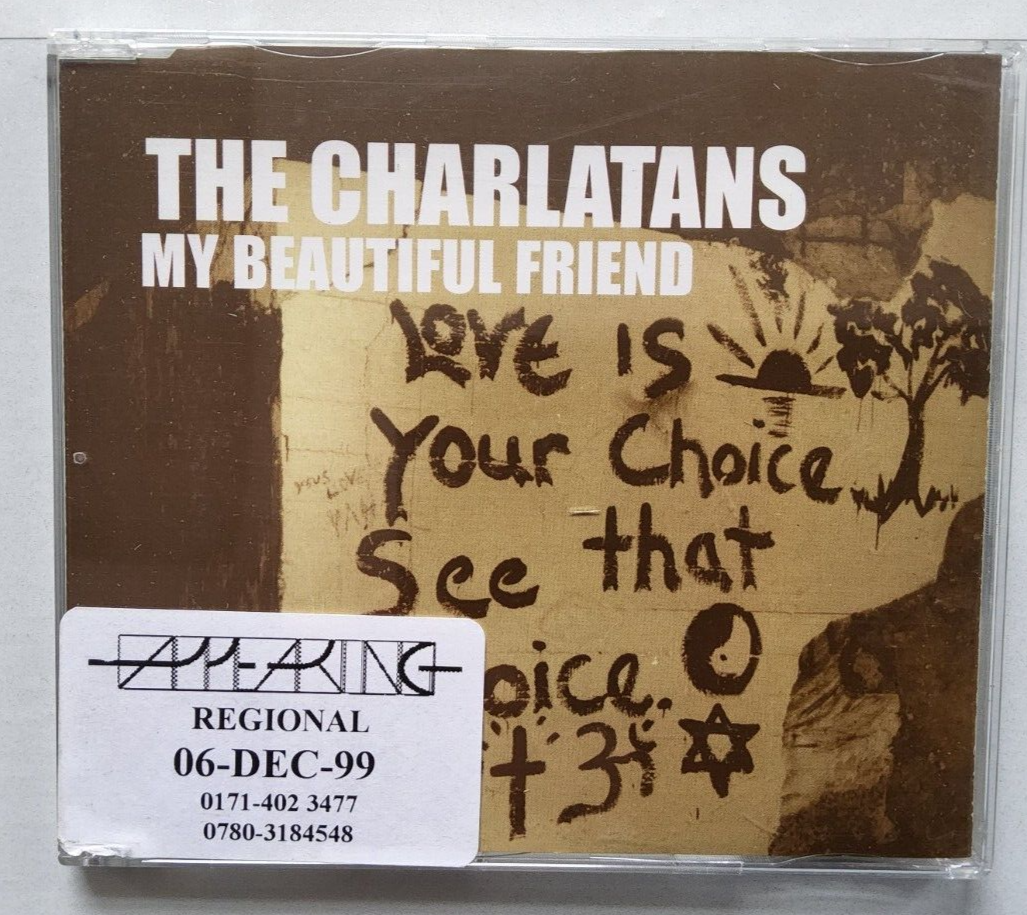 THE CHARLATANS
MY BEAUTIFUL FRIEND
Love is
Your Choice
See that
oice.
APPEARING
REGIONAL
06-DEC-99
0171-402 3477
0780-3184548